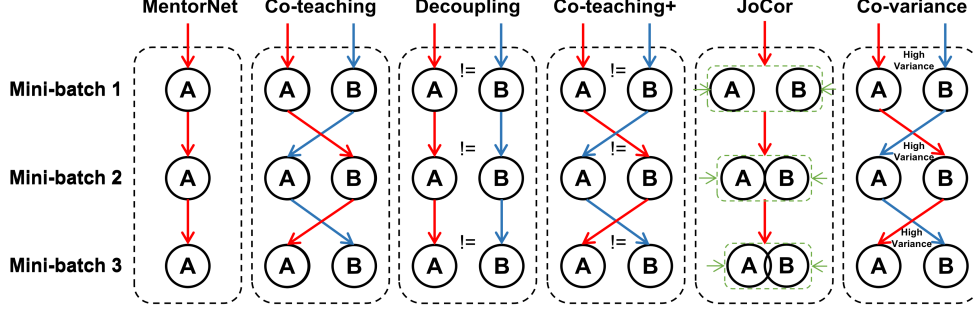 MentorNet Co-teaching Decoupling Co-teaching+ JoCor Co-variance
Mini-batch 1 A A B A != B A != B A B A High Variance B
Mini-batch 2 A A B A != B A != B A B A High Variance B
Mini-batch 3 A A B A != B A != B A B A High Variance B